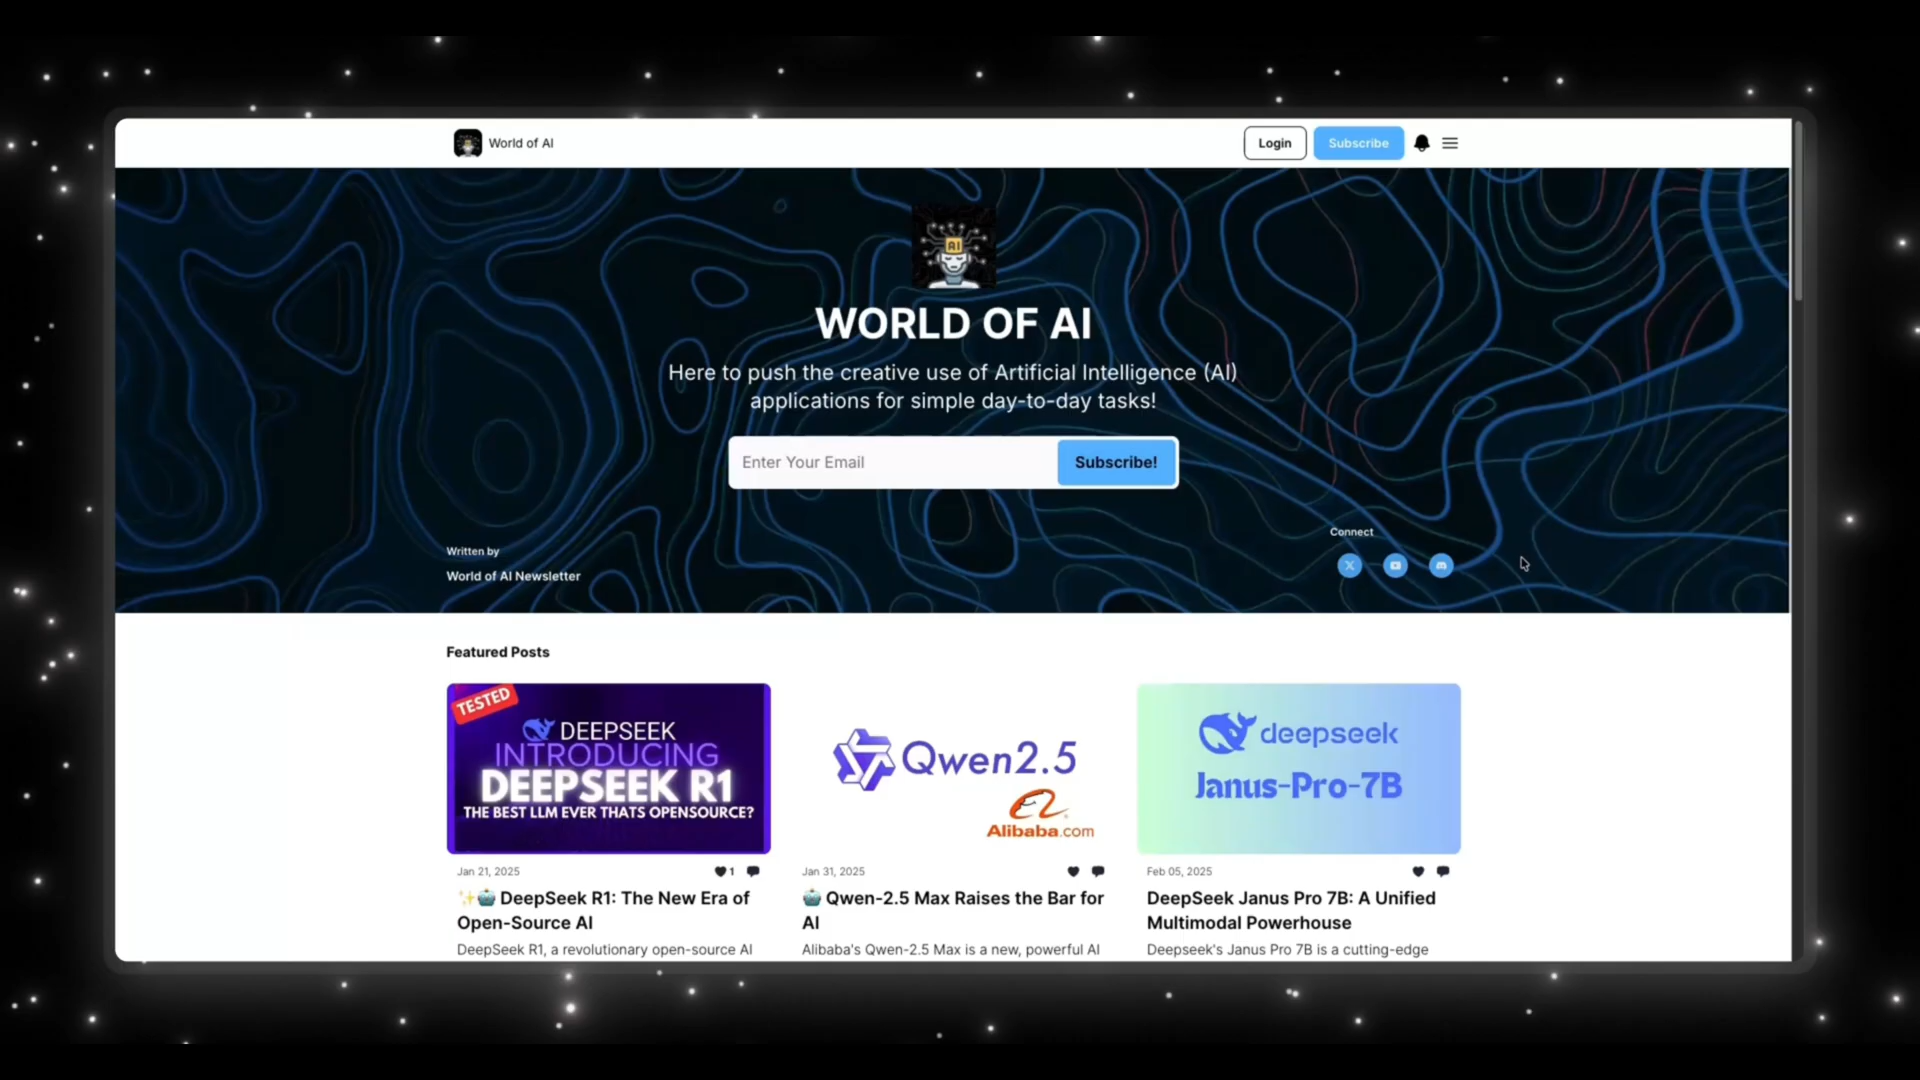 World of AI
Login
Subscribe
AI
WORLD OF AI
Here to push the creative use of Artificial Intelligence (AI)
applications for simple day-to-day tasks!
Enter Your Email
Subscribe!
Connect
Written by
World of AI Newsletter
Featured Posts
TESTED
DEEPSEEK
INTRODUCING
DEEPSEEK R1
THE BEST LLM EVER THATS OPENSOURCE?
Jan 21, 2025
1
✨🤖 DeepSeek R1: The New Era of
Open-Source AI
DeepSeek R1, a revolutionary open-source AI
Qwen2.5
Alibaba.com
Jan 31, 2025
🤖 Qwen-2.5 Max Raises the Bar for
AI
Alibaba's Qwen-2.5 Max is a new, powerful AI
deepseek
Janus-Pro-7B
Feb 05, 2025
DeepSeek Janus Pro 7B: A Unified
Multimodal Powerhouse
Deepseek's Janus Pro 7B is a cutting-edge